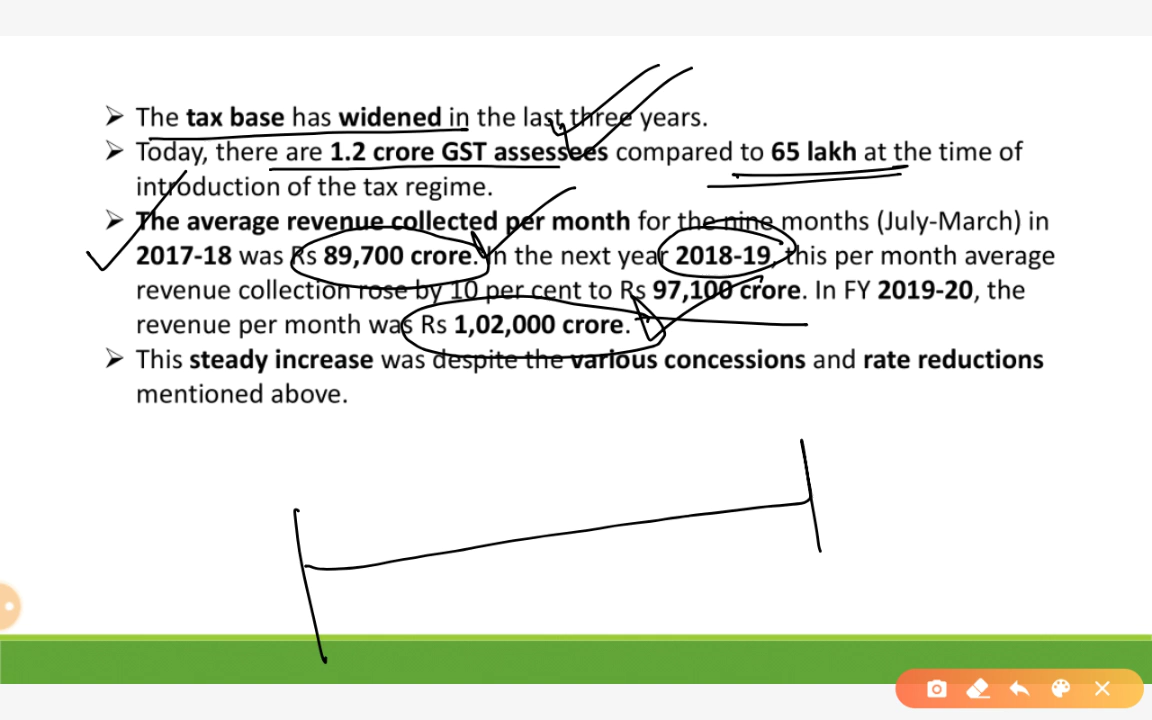 The tax base has widened in the last three years.
Today, there are 1.2 crore GST assessees compared to 65 lakh at the time of
introduction of the tax regime.
The average revenue collected per month for the nine months (July-March) in
2017-18 was Rs 89,700 crore. In the next year 2018-19, this per month average
revenue collection rose by 10 per cent to Rs 97,100 crore. In FY 2019-20, the
revenue per month was Rs 1,02,000 crore.
This steady increase was despite the various concessions and rate reductions
mentioned above.